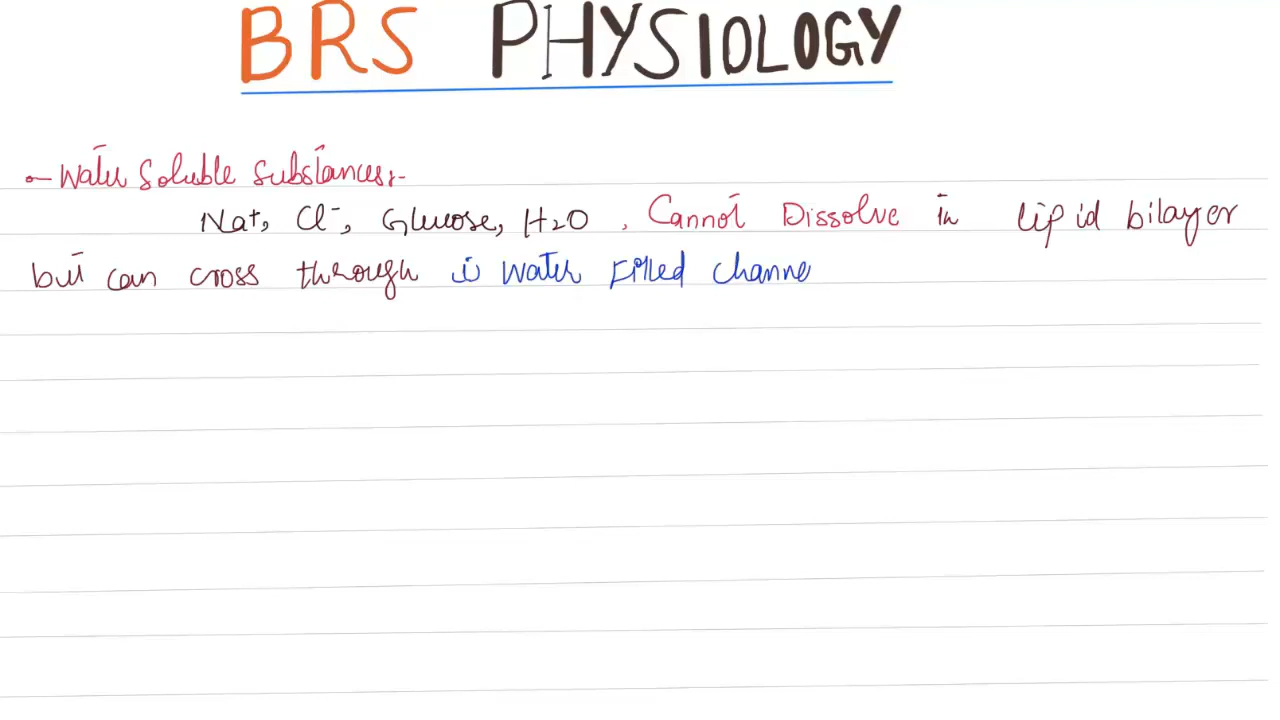 BRS PHYSIOLOGY
- Water Soluble Substances:-
Na+, Cl-, Glucose, H2O , Cannot Dissolve in lipid bilayer
but can cross through i) Water Filled channe